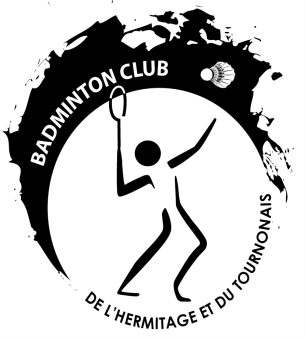 BADMINTON CLUB
DE L'HERMITAGE ET DU TOURNONAIS